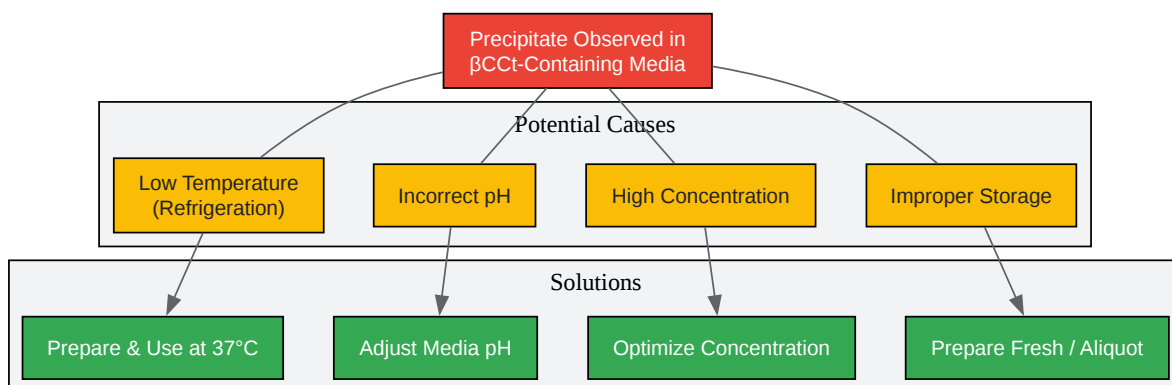 Precipitate Observed in
βCCt-Containing Media
Potential Causes
Low Temperature
(Refrigeration)
Incorrect pH
High Concentration
Improper Storage
Solutions
Prepare & Use at 37°C
Adjust Media pH
Optimize Concentration
Prepare Fresh / Aliquot